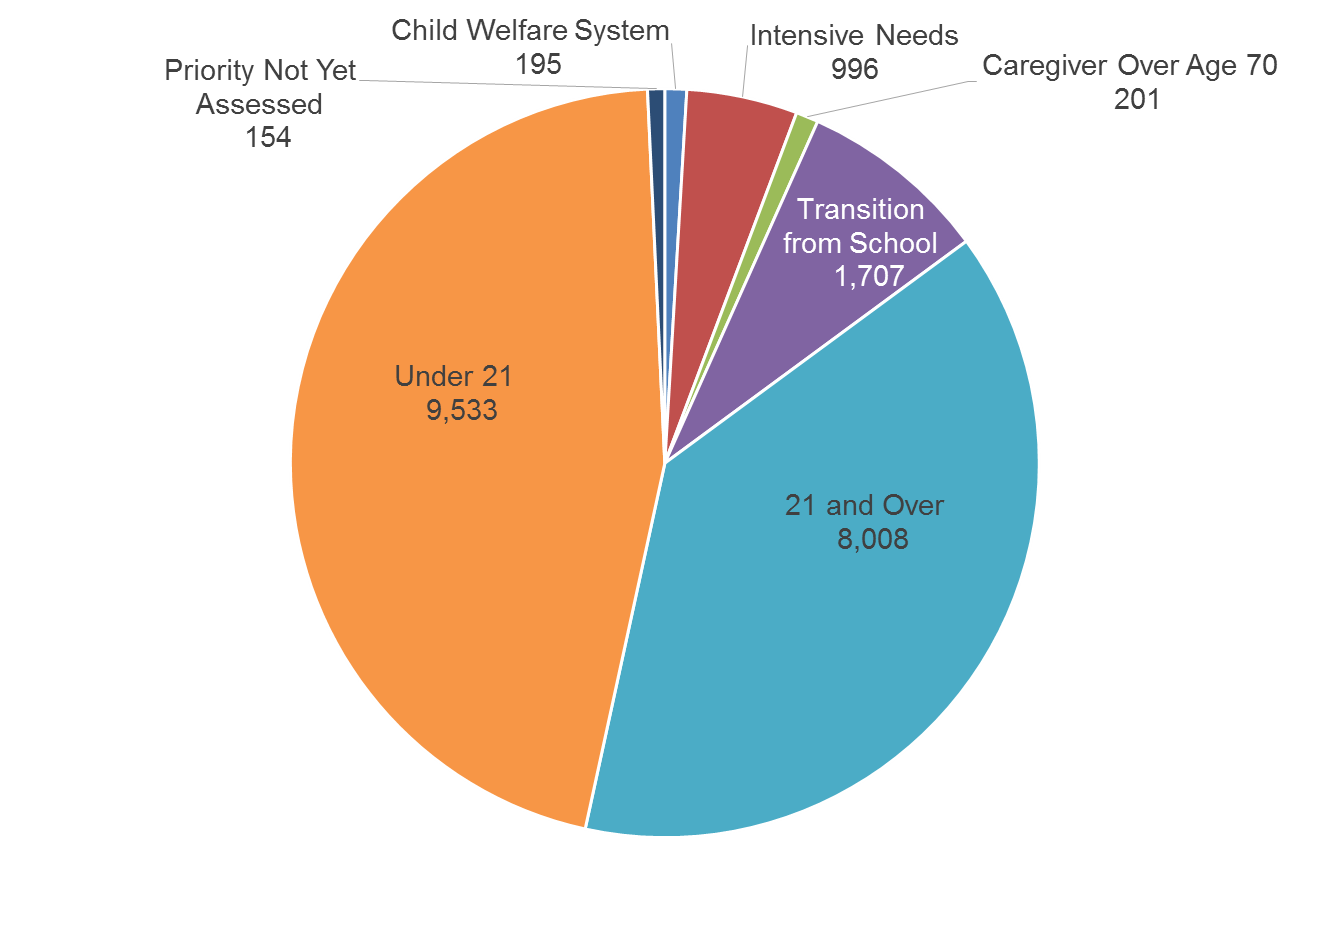 Child Welfare System
195
Intensive Needs
996
Caregiver Over Age 70
201
Priority Not Yet
Assessed
154
Transition
from School
1,707
Under 21
9,533
21 and Over
8,008